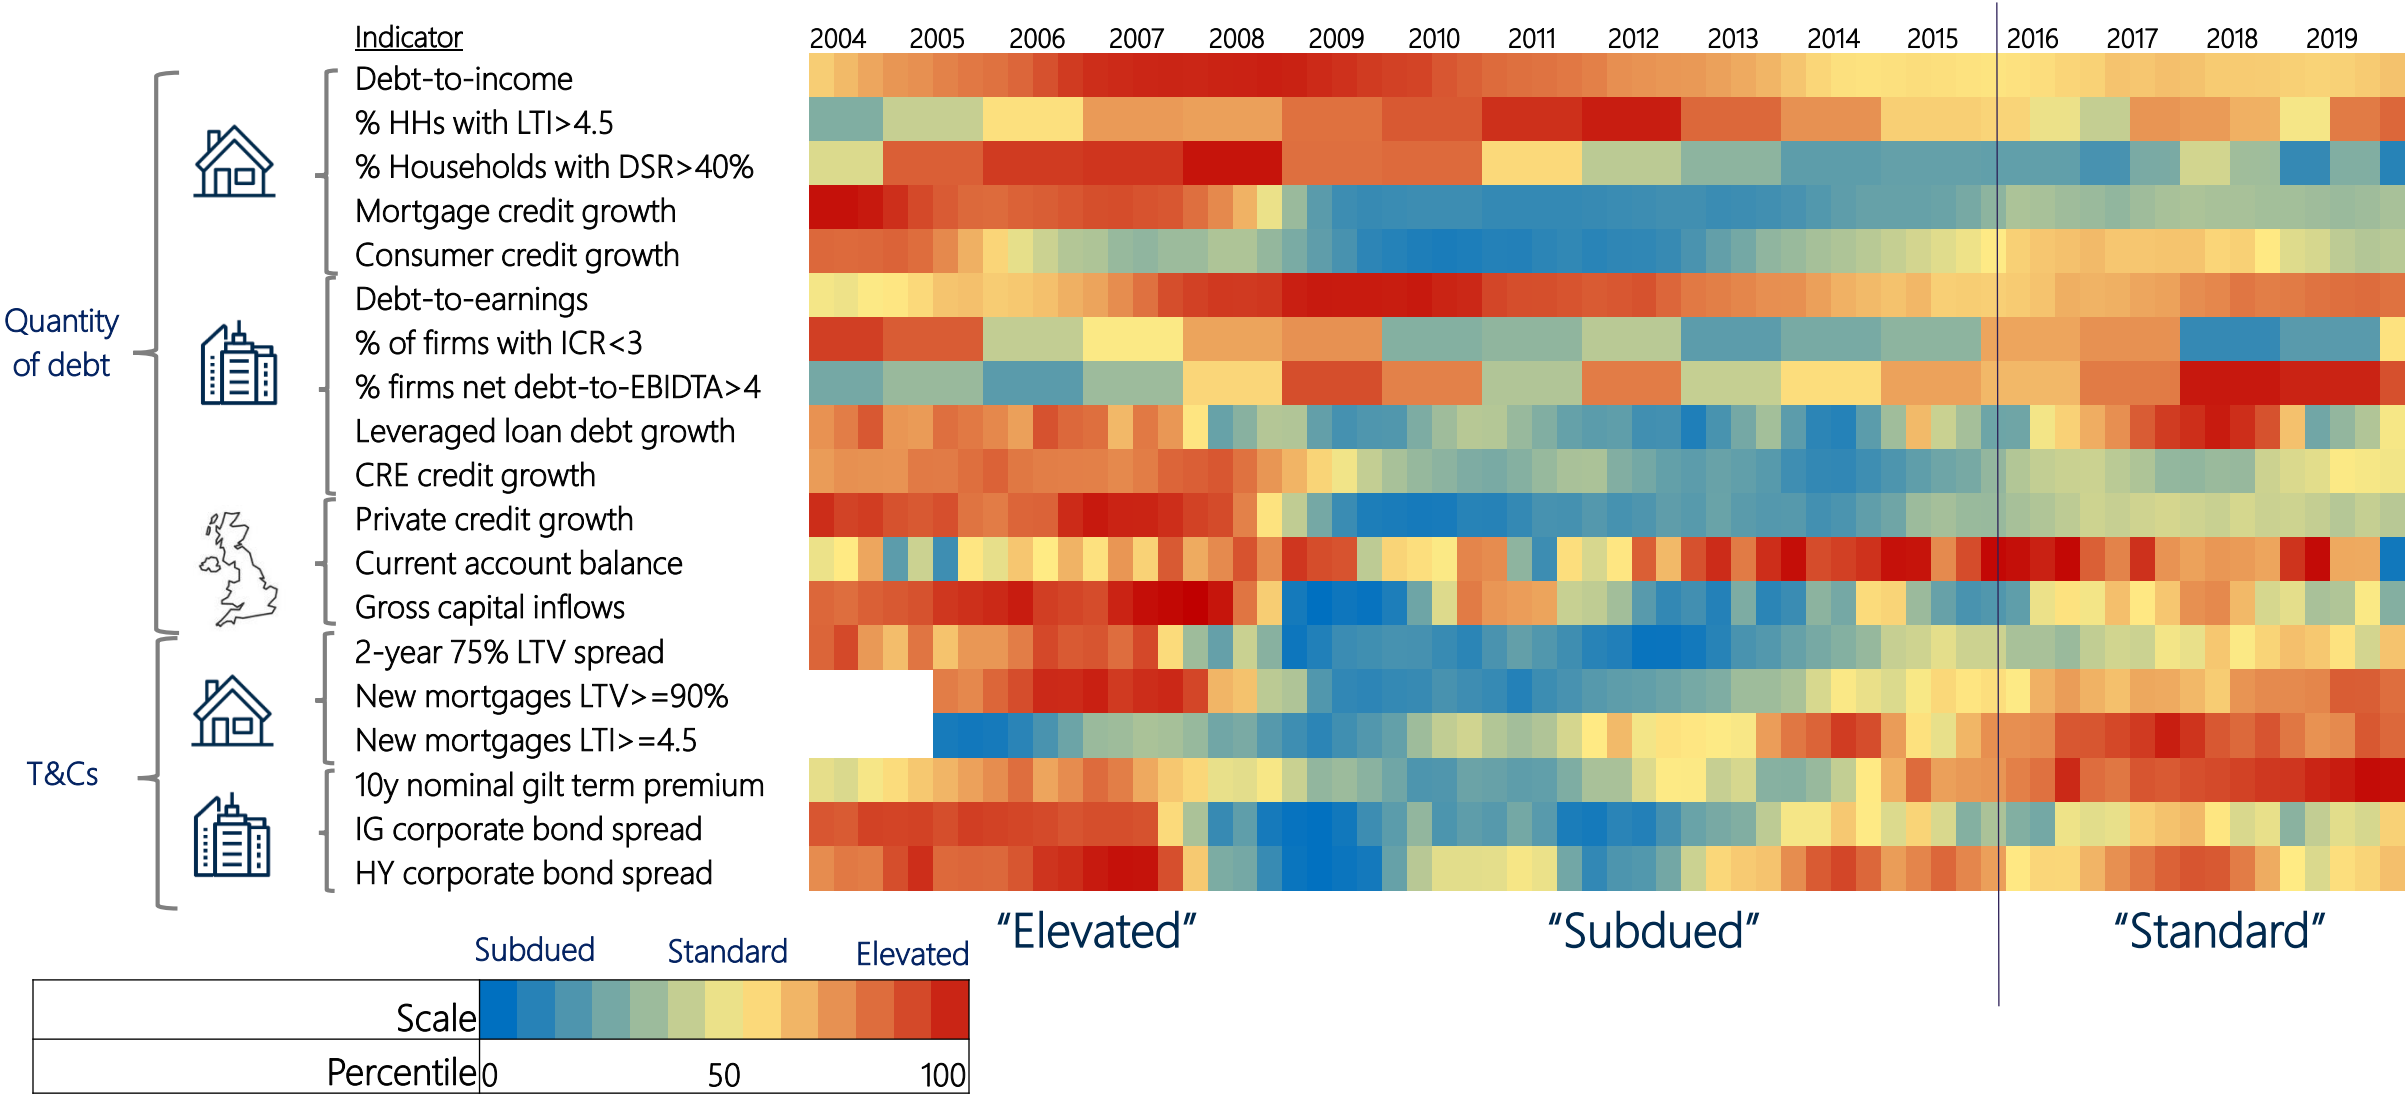 Indicator
2004 2005 2006 2007 2008 2009 2010 2011 2012 2013 2014 2015 2016 2017 2018 2019
Quantity
of debt
Debt-to-income
% HHs with LTI>4.5
% Households with DSR>40%
Mortgage credit growth
Consumer credit growth
Debt-to-earnings
% of firms with ICR<3
% firms net debt-to-EBIDTA>4
Leveraged loan debt growth
CRE credit growth
Private credit growth
Current account balance
Gross capital inflows
T&Cs
2-year 75% LTV spread
New mortgages LTV>=90%
New mortgages LTI>=4.5
10y nominal gilt term premium
IG corporate bond spread
HY corporate bond spread
“Elevated” “Subdued” “Standard”
Subdued Standard Elevated
Scale
Percentile 0 50 100